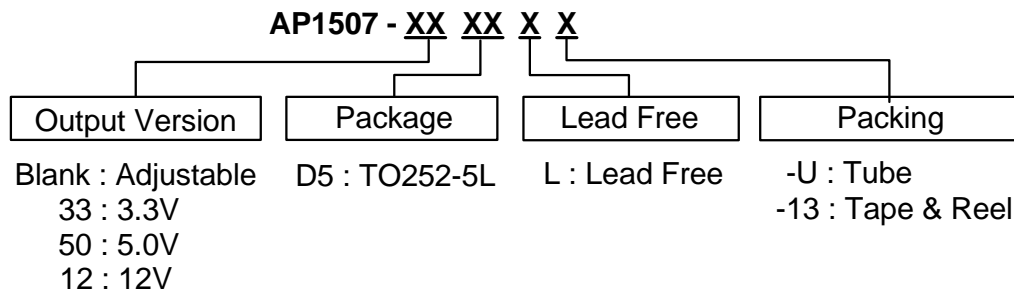 AP1507 - XX XX X X
Output Version
Package
Lead Free
Packing
Blank : Adjustable
33 : 3.3V
50 : 5.0V
12 : 12V
D5 : TO252-5L
L : Lead Free
-U : Tube
-13 : Tape & Reel